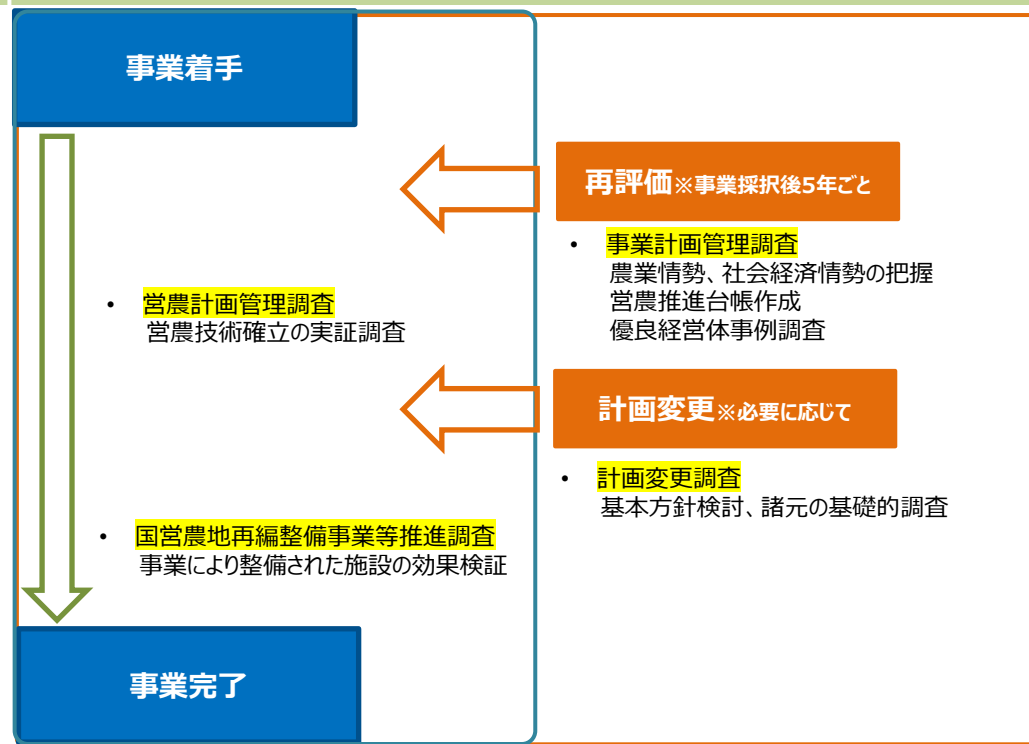 事業着手
再評価※事業採択後5年ごと
• 事業計画管理調査
農業情勢、社会経済情勢の把握
営農推進台帳作成
優良経営体事例調査
• 営農計画管理調査
営農技術確立の実証調査
計画変更※必要に応じて
• 計画変更調査
基本方針検討、諸元の基礎的調査
• 国営農地再編整備事業等推進調査
事業により整備された施設の効果検証
事業完了